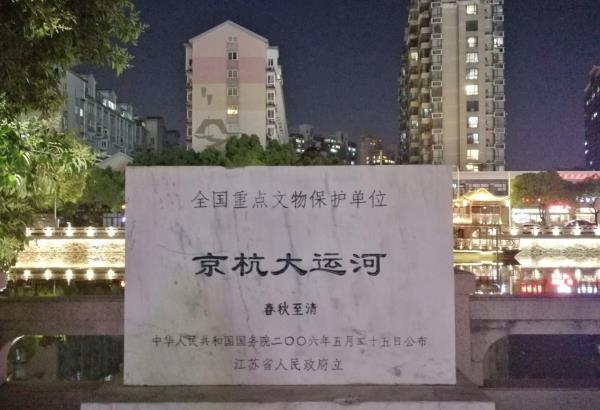 全国重点文物保护单位
京杭大运河
春秋至清
中华人民共和国国务院二〇〇六年五月二十五日公布
江苏省人民政府立